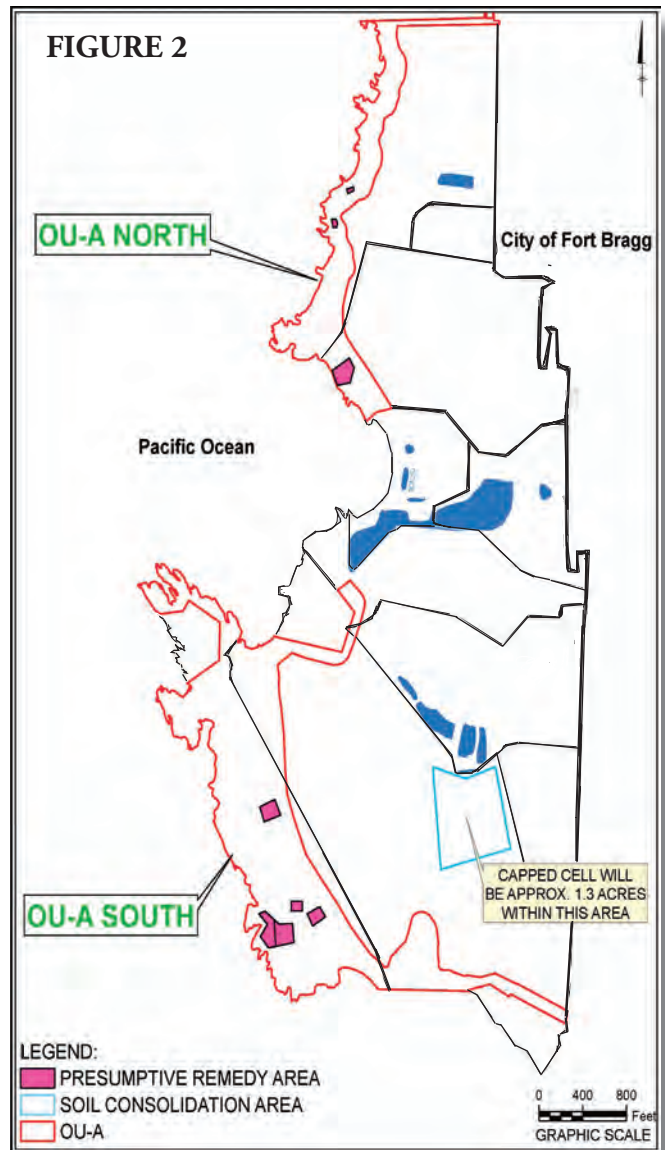 FIGURE 2
OU-A NORTH
City of Fort Bragg
Pacific Ocean
CAPPED CELL WILL
BE APPROX. 1.3 ACRES
WITHIN THIS AREA
OU-A SOUTH
LEGEND:
PRESUMPTIVE REMEDY AREA
SOIL CONSOLIDATION AREA
OU-A
0 400 800
Feet
GRAPHIC SCALE